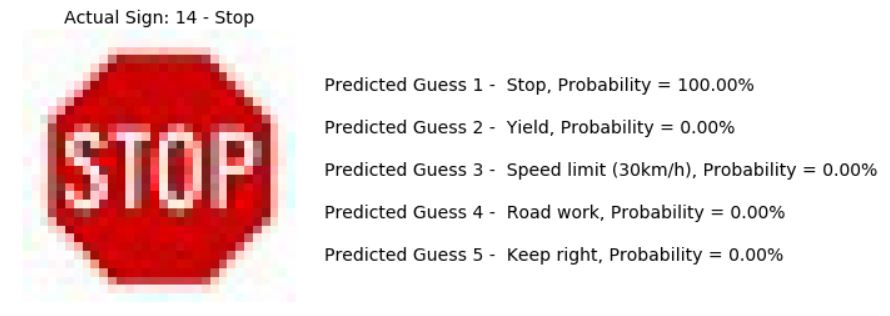 Actual Sign: 14 - Stop
STOP
Predicted Guess 1 - Stop, Probability = 100.00%
Predicted Guess 2 - Yield, Probability = 0.00%
Predicted Guess 3 - Speed limit (30km/h), Probability = 0.00%
Predicted Guess 4 - Road work, Probability = 0.00%
Predicted Guess 5 - Keep right, Probability = 0.00%